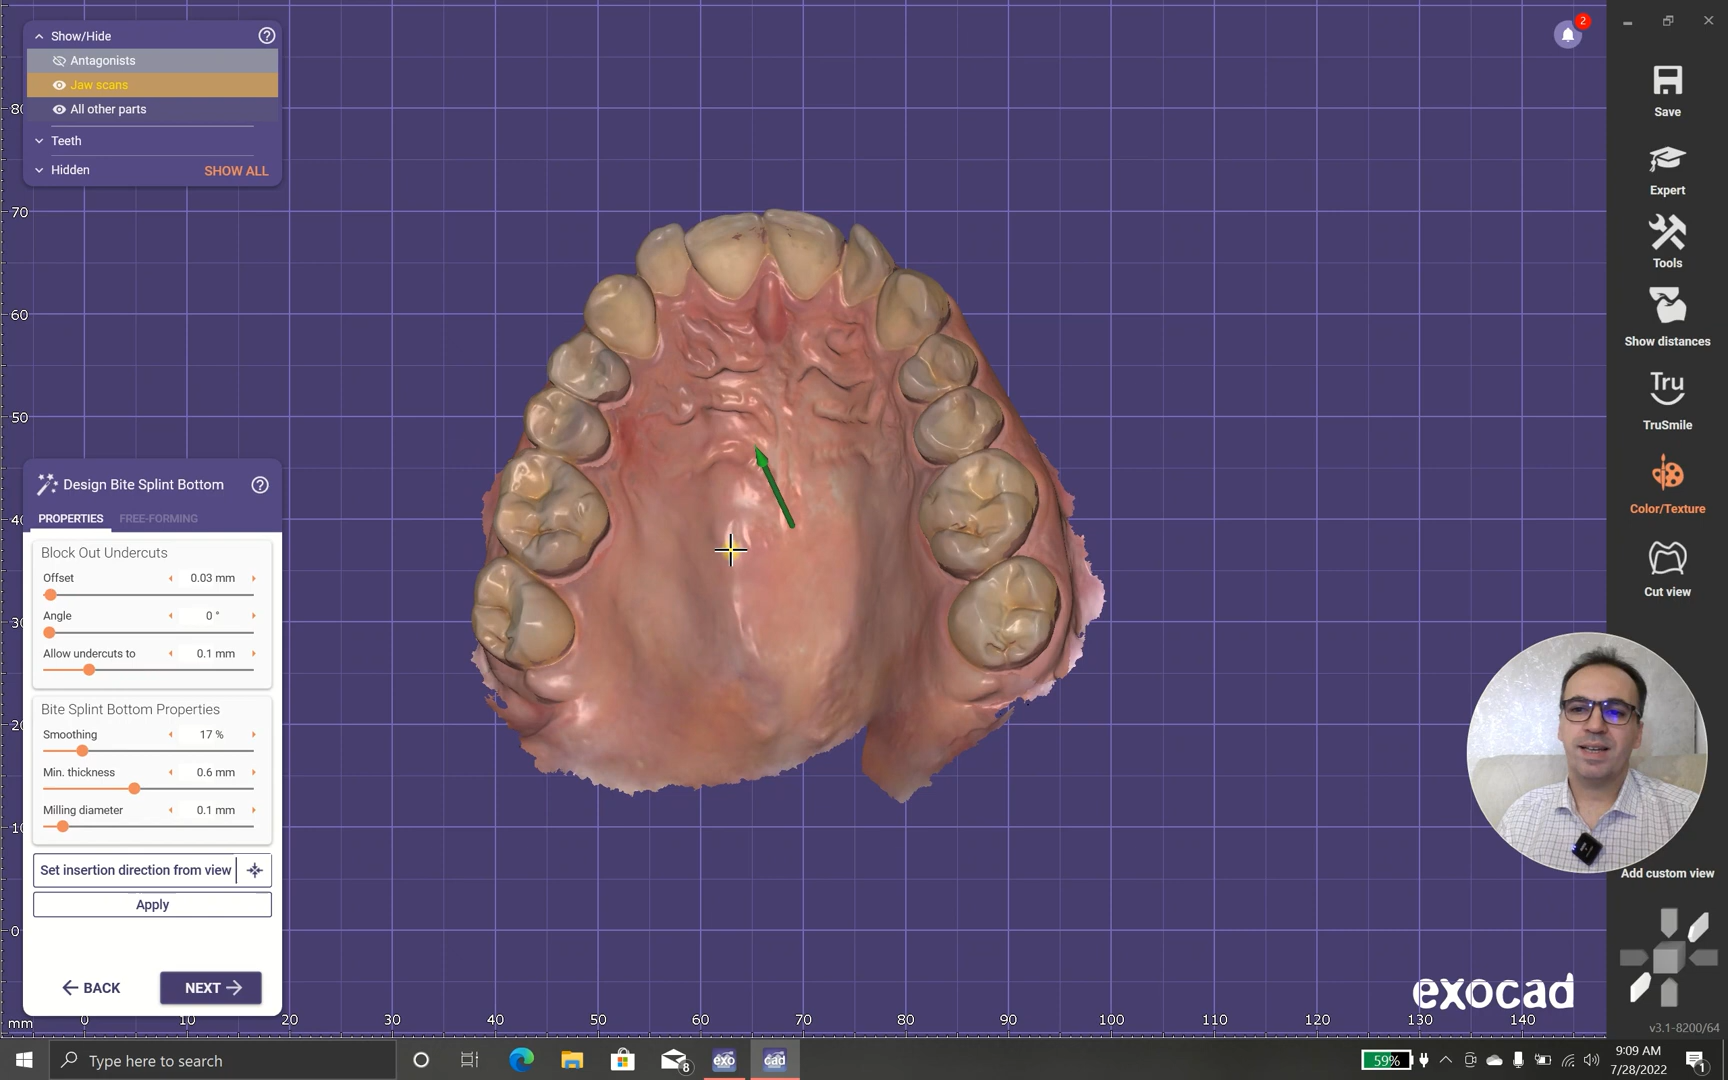 Show/Hide
Antagonists
Jaw scans
All other parts
Teeth
Hidden SHOW ALL
2
Save
Expert
Tools
Show distances
Tru
TruSmile
Color/Texture
Cut view
Add custom view
80
70
60
50
40
30
20
10
0
Design Bite Splint Bottom
PROPERTIES FREE-FORMING
Block Out Undercuts
Offset 0.03 mm
Angle 0 °
Allow undercuts to 0.1 mm
Bite Splint Bottom Properties
Smoothing 17 %
Min. thickness 0.6 mm
Milling diameter 0.1 mm
Set insertion direction from view
Apply
BACK NEXT
mm 0 10 20 30 40 50 60 70 80 90 100 110 120 130 140
exocad
v3.1-8200/64
Type here to search
8
exo
cad
59%
9:09 AM
7/28/2022
1